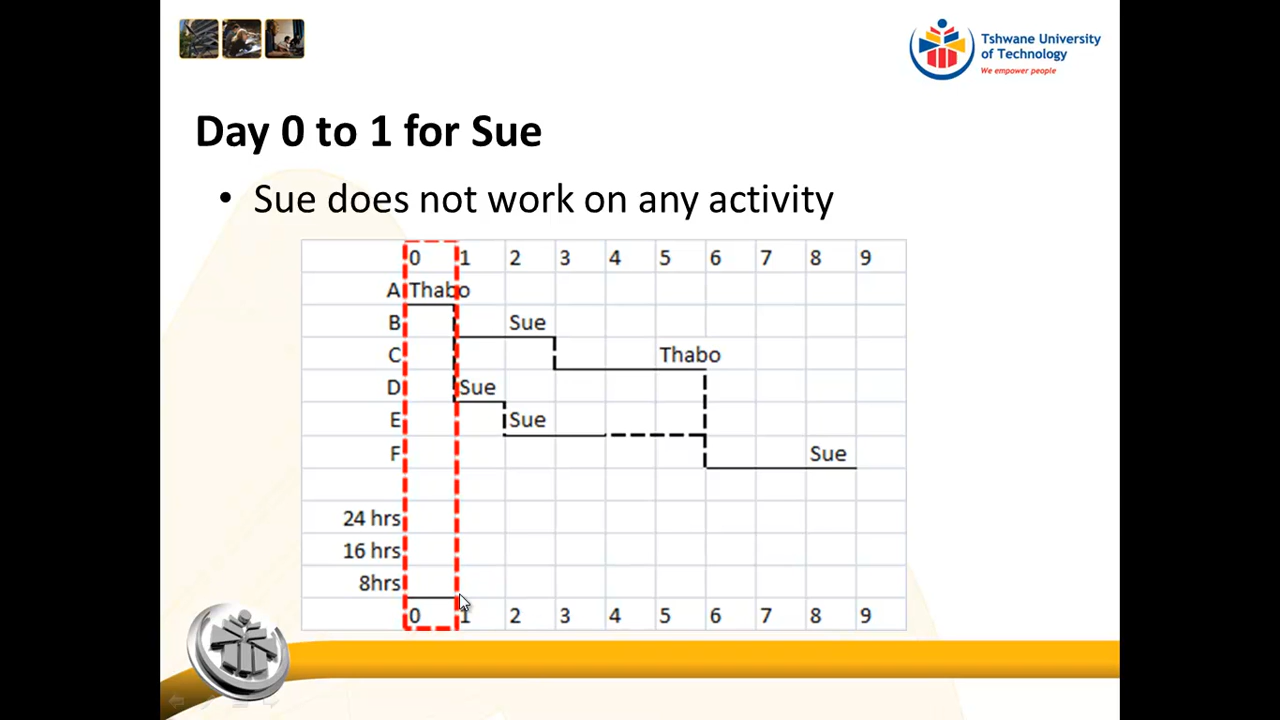 Tshwane University
of Technology
We empower people
Day 0 to 1 for Sue
• Sue does not work on any activity
0 1 2 3 4 5 6 7 8 9
A Thabo
B Sue
C Thabo
D Sue
E Sue
F Sue
24 hrs
16 hrs
8hrs
0 1 2 3 4 5 6 7 8 9